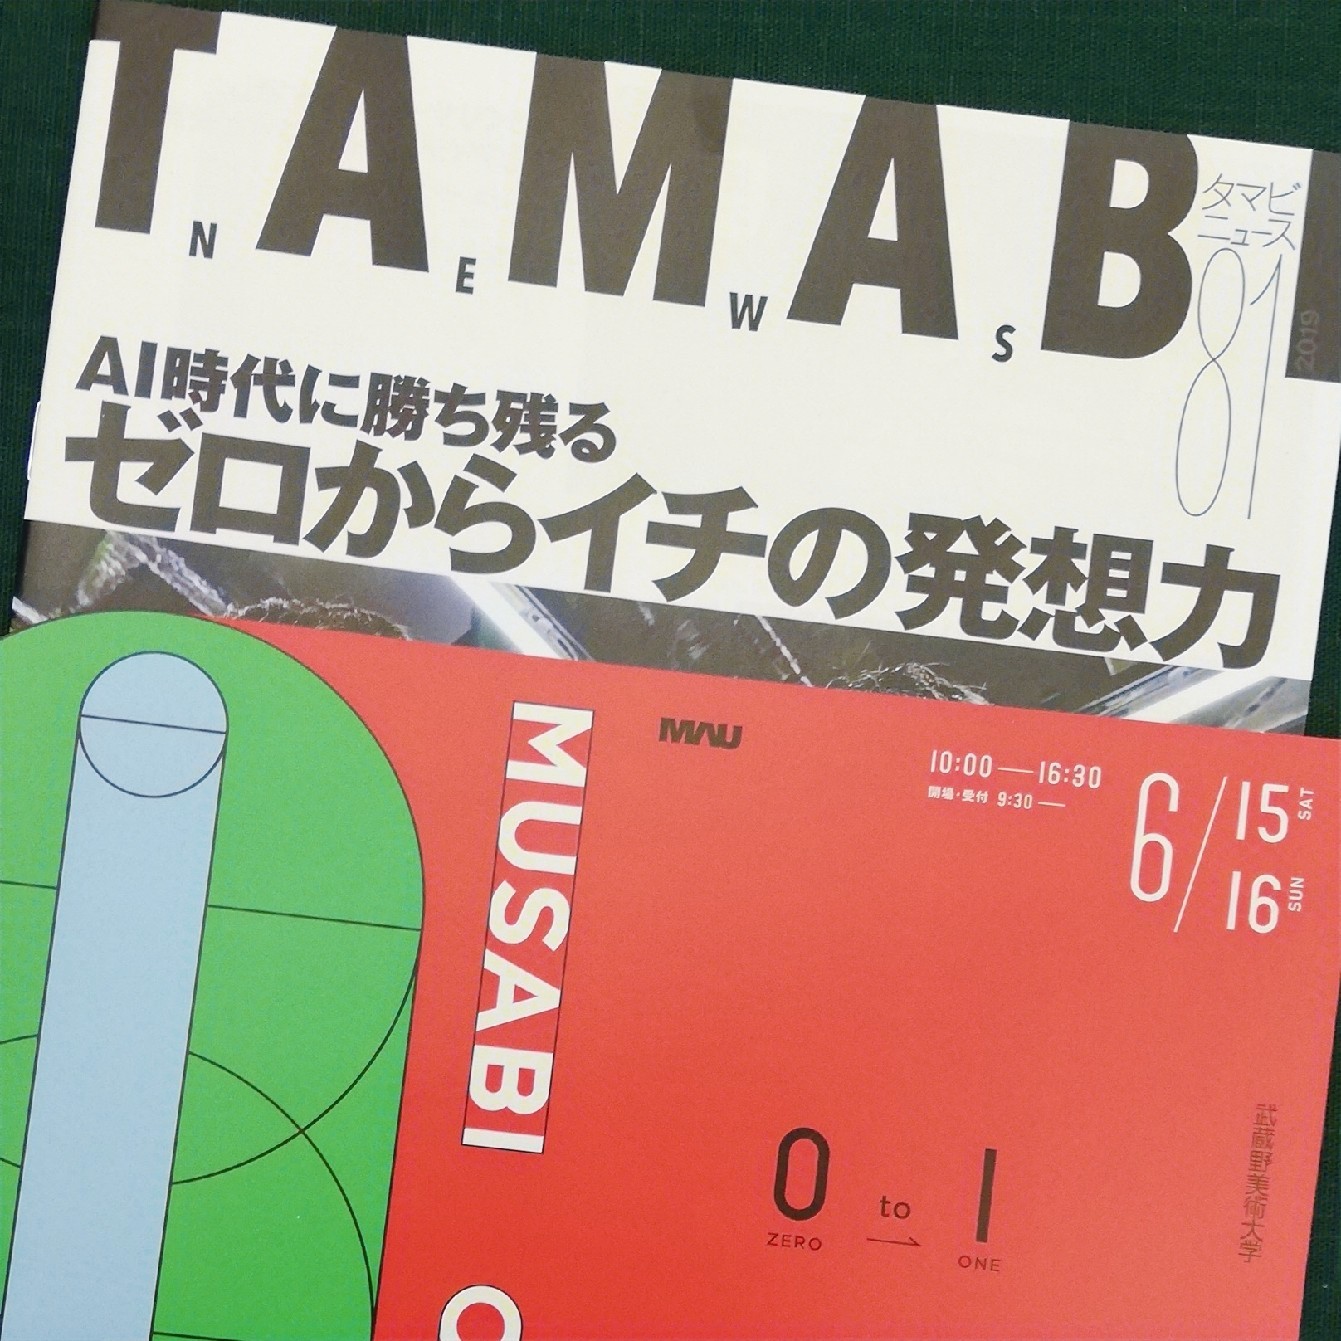 TAMABI
NEWS
タマビ
ニュース
81
2019
AI時代に勝ち残る
ゼロからイチの発想力
MUSABI
O
MAU
10:00—16:30
開場・受付 9:30—
6/15 SAT
16 SUN
0 to 1
ZERO ONE
武蔵野美術大学